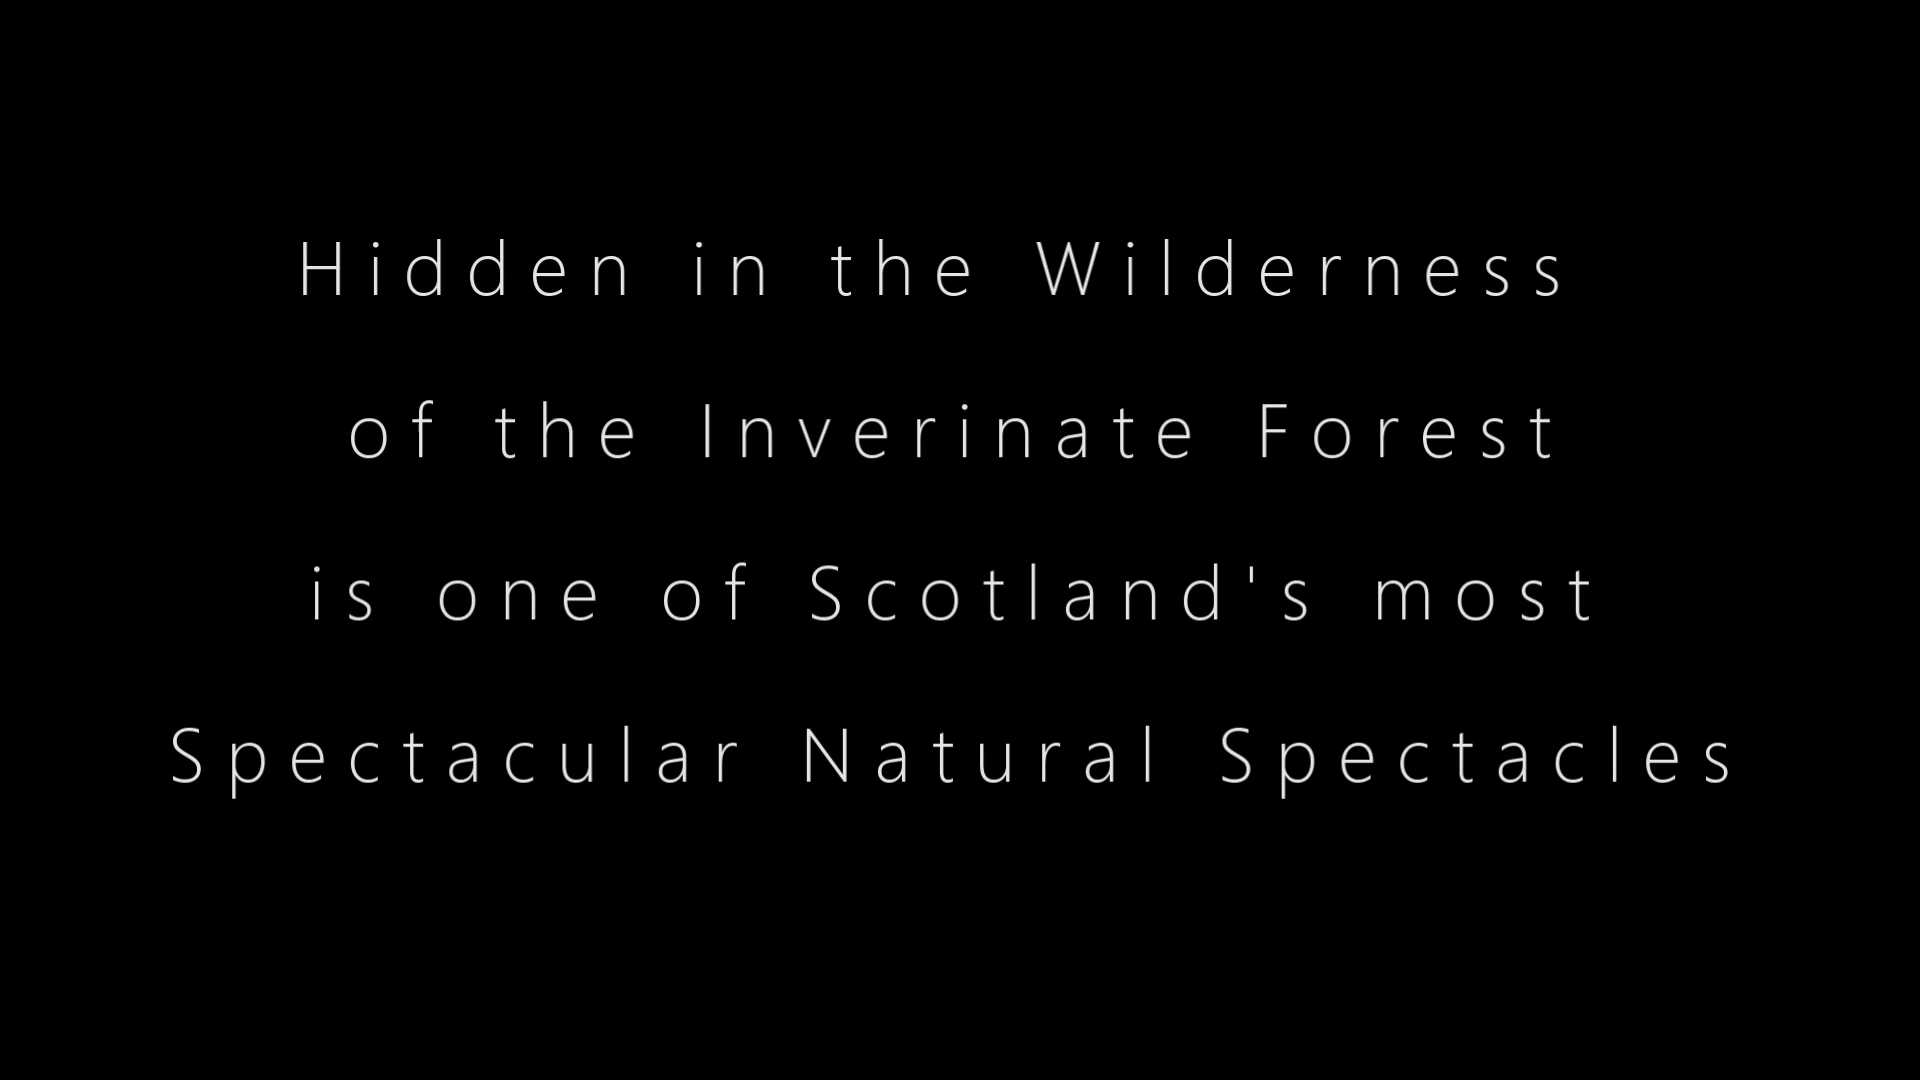 Hidden in the Wilderness
of the Inverinate Forest
is one of Scotland's most
Spectacular Natural Spectacles